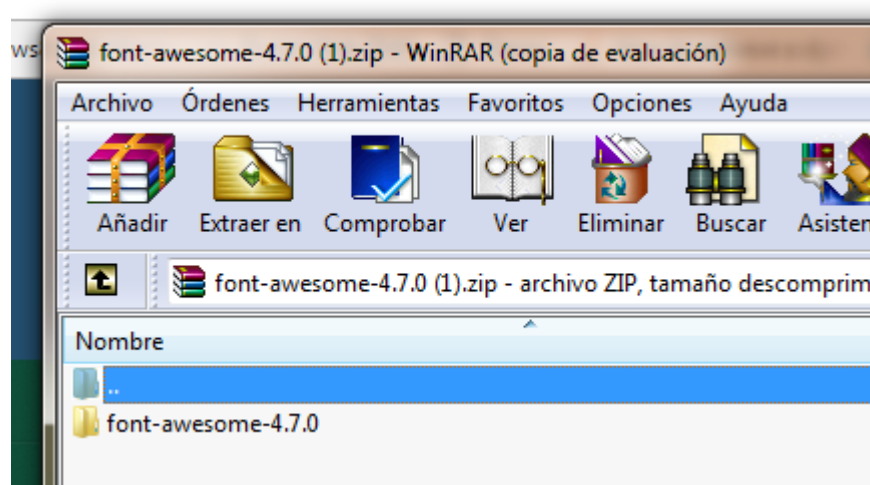 font-awesome-4.7.0 (1).zip - WinRAR (copia de evaluación)
Archivo Órdenes Herramientas Favoritos Opciones Ayuda
Añadir Extraer en Comprobar Ver Eliminar Buscar Asisten
font-awesome-4.7.0 (1).zip - archivo ZIP, tamaño descomprim
Nombre
..
font-awesome-4.7.0